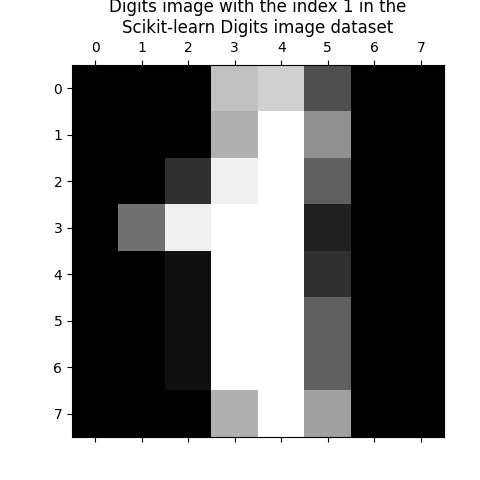 Digits image with the index 1 in the
Scikit-learn Digits image dataset
0 1 2 3 4 5 6 7
0
1
2
3
4
5
6
7